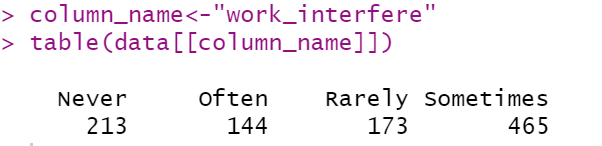 > column_name<-"work_interfere"
> table(data[[column_name]])
Never Often Rarely Sometimes
213 144 173 465